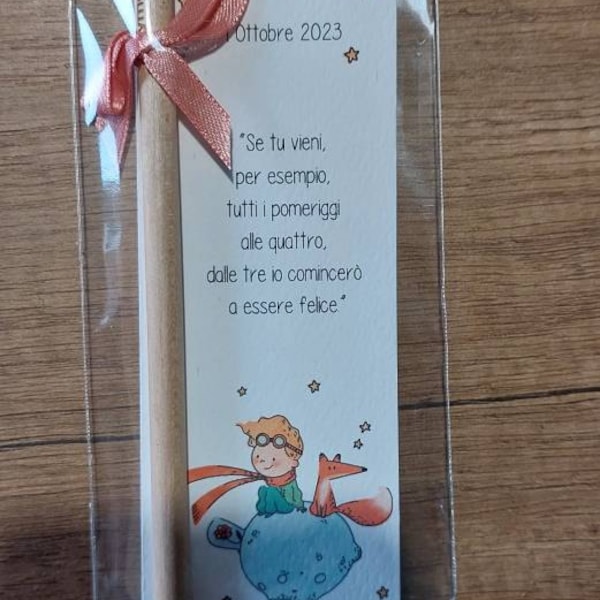 Ottobre 2023
"Se tu vieni,
per esempio,
tutti i pomeriggi
alle quattro,
dalle tre io comincerò
a essere felice."